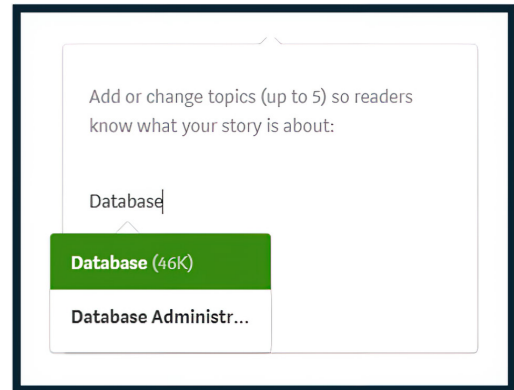 Add or change topics (up to 5) so readers
know what your story is about:
Database
Database (46K)
Database Administr...